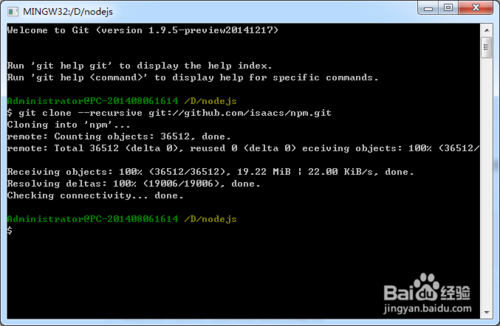 MINGW32:/D/nodejs
Welcome to Git (version 1.9.5-preview20141217)
Run 'git help git' to display the help index.
Run 'git help <command>' to display help for specific commands.
Administrator@PC-201408061614 /D/nodejs
$ git clone --recursive git://github.com/isaacs/npm.git
Cloning into 'npm'...
remote: Counting objects: 36512, done.
remote: Total 36512 (delta 0), reused 0 (delta 0) eceiving objects: 100% (36512/
Receiving objects: 100% (36512/36512), 19.22 MiB | 22.00 KiB/s, done.
Resolving deltas: 100% (19006/19006), done.
Checking connectivity... done.
Administrator@PC-201408061614 /D/nodejs
$
Baidu经验
jingyan.baidu.com